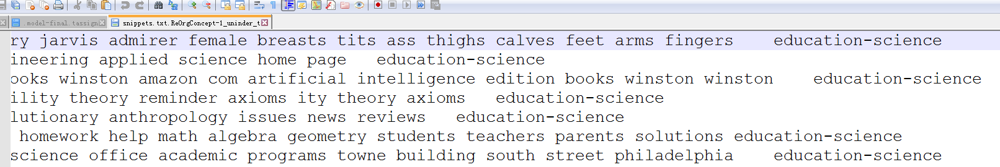 .model-final.tassign
snippets.txt.ReOrgConcept-1_uninder_t
ry jarvis admirer female breasts tits ass thighs calves feet arms fingers education-science
ineering applied science home page education-science
ooks winston amazon com artificial intelligence edition books winston winston education-science
ility theory reminder axioms ity theory axioms education-science
lutionary anthropology issues news reviews education-science
homework help math algebra geometry students teachers parents solutions education-science
science office academic programs towne building south street philadelphia education-science